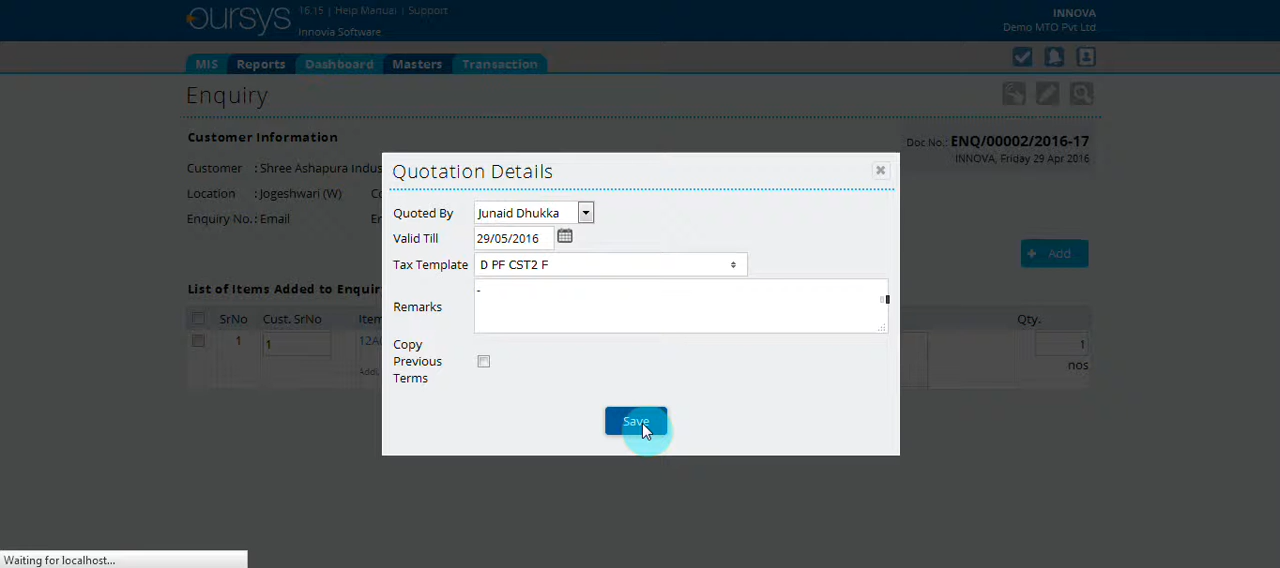 oursys
16.15 | Help Manual | Support
Innovia Software
INNOVA
Demo MTO Pvt Ltd
MIS Reports Dashboard Masters Transaction
Enquiry
Customer Information
Doc No.: ENQ/00002/2016-17
INNOVA, Friday 29 Apr 2016
Customer : Shree Ashapura Indus
Location : Jogeshwari (W)
Enquiry No. : Email
Quotation Details
Quoted By Junaid Dhukka
Valid Till 29/05/2016
Tax Template D PF CST2 F
Remarks -
Copy
Previous
Terms
Save
+ Add
List of Items Added to Enquir
SrNo Cust. SrNo Item Qty.
1 1 1
Addl. nos
Waiting for localhost...